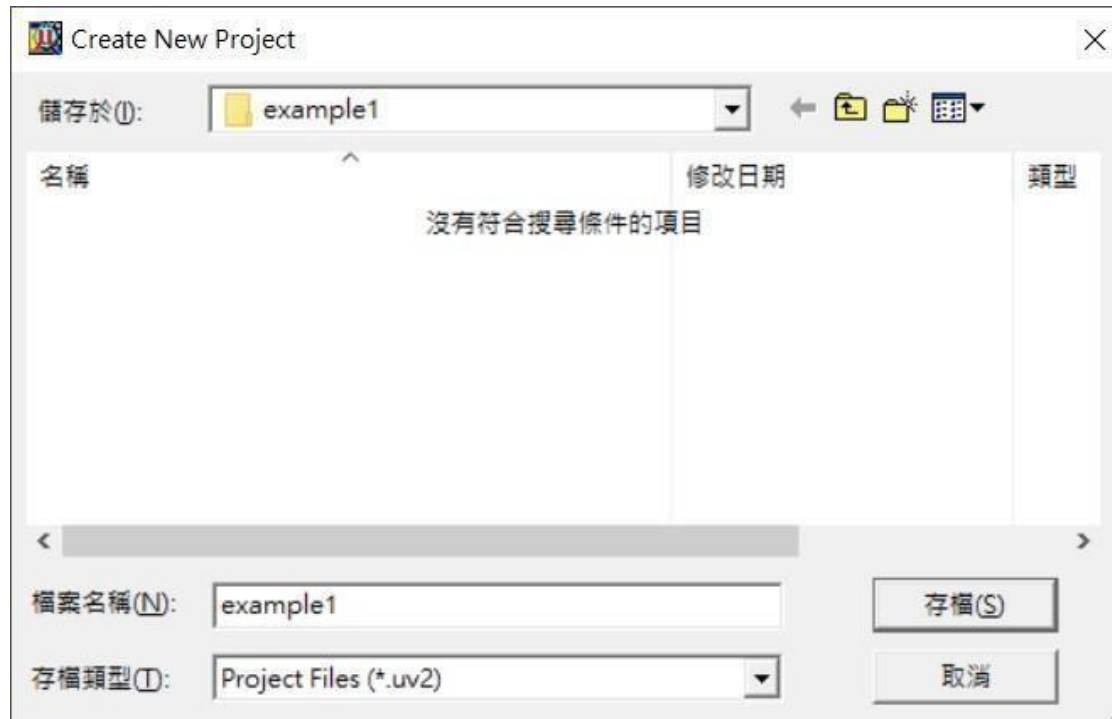 Create New Project
儲存於(I):
example1
名稱
修改日期
類型
沒有符合搜尋條件的項目
檔案名稱(N):
example1
存檔(S)
存檔類型(T):
Project Files (*.uv2)
取消